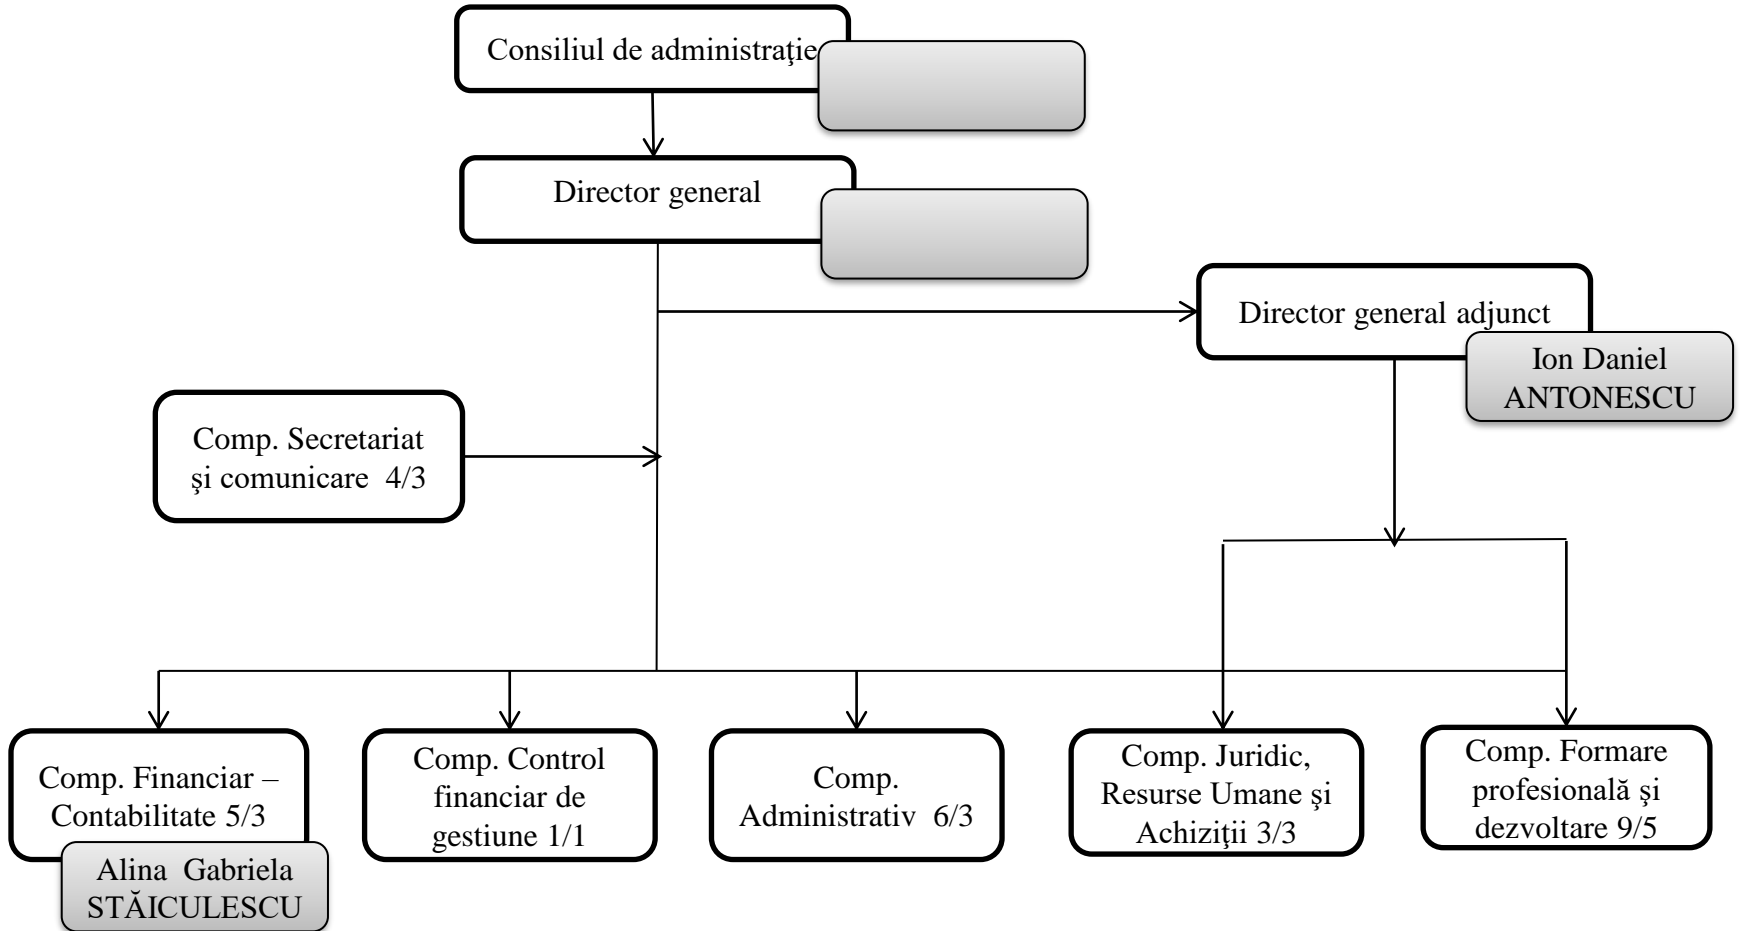 Consiliul de administraţie
Director general
Director general adjunct
Ion Daniel
ANTONESCU
Comp. Secretariat
şi comunicare 4/3
Comp. Financiar –
Contabilitate 5/3
Alina Gabriela
STĂICULESCU
Comp. Control
financiar de
gestiune 1/1
Comp.
Administrativ 6/3
Comp. Juridic,
Resurse Umane şi
Achiziţii 3/3
Comp. Formare
profesională şi
dezvoltare 9/5